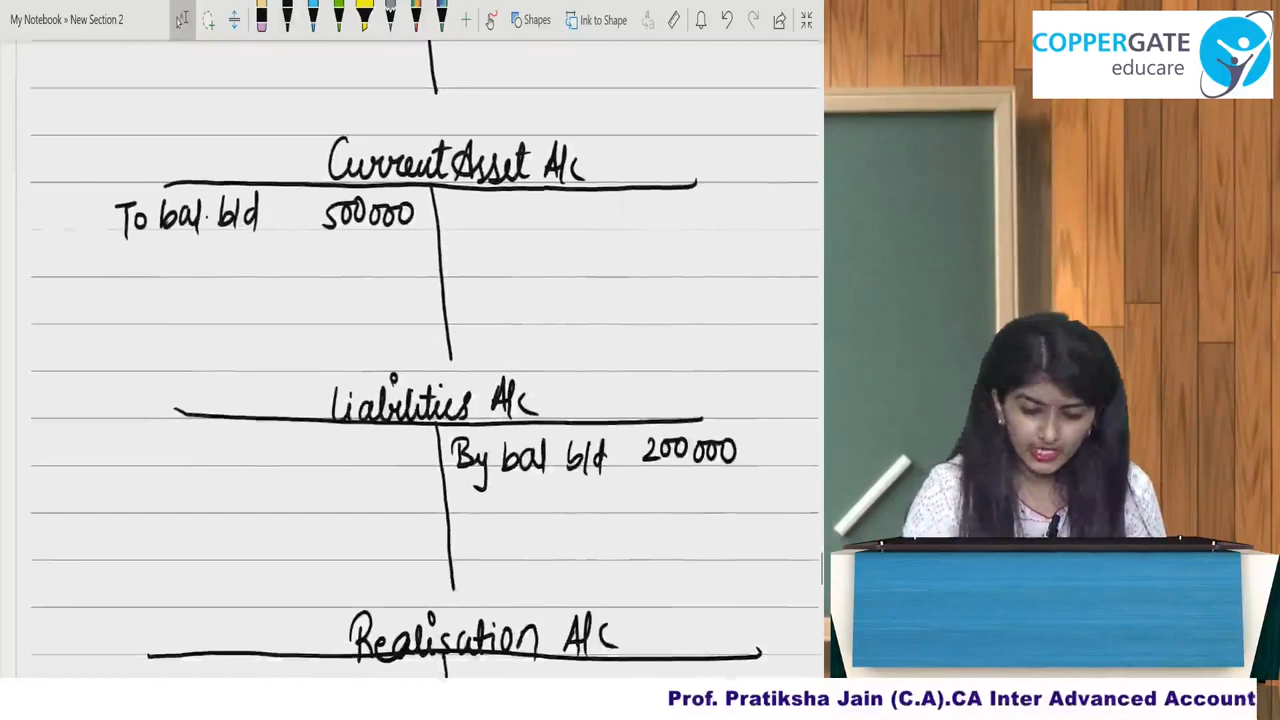 My Notebook » New Section 2
Shapes
Ink to Shape
COPPERGATE
educare
Current Asset A/c
To bal. b/d 500000
Liabilities A/c
By bal b/d 200000
Realisation A/c
Prof. Pratiksha Jain (C.A).CA Inter Advanced Account